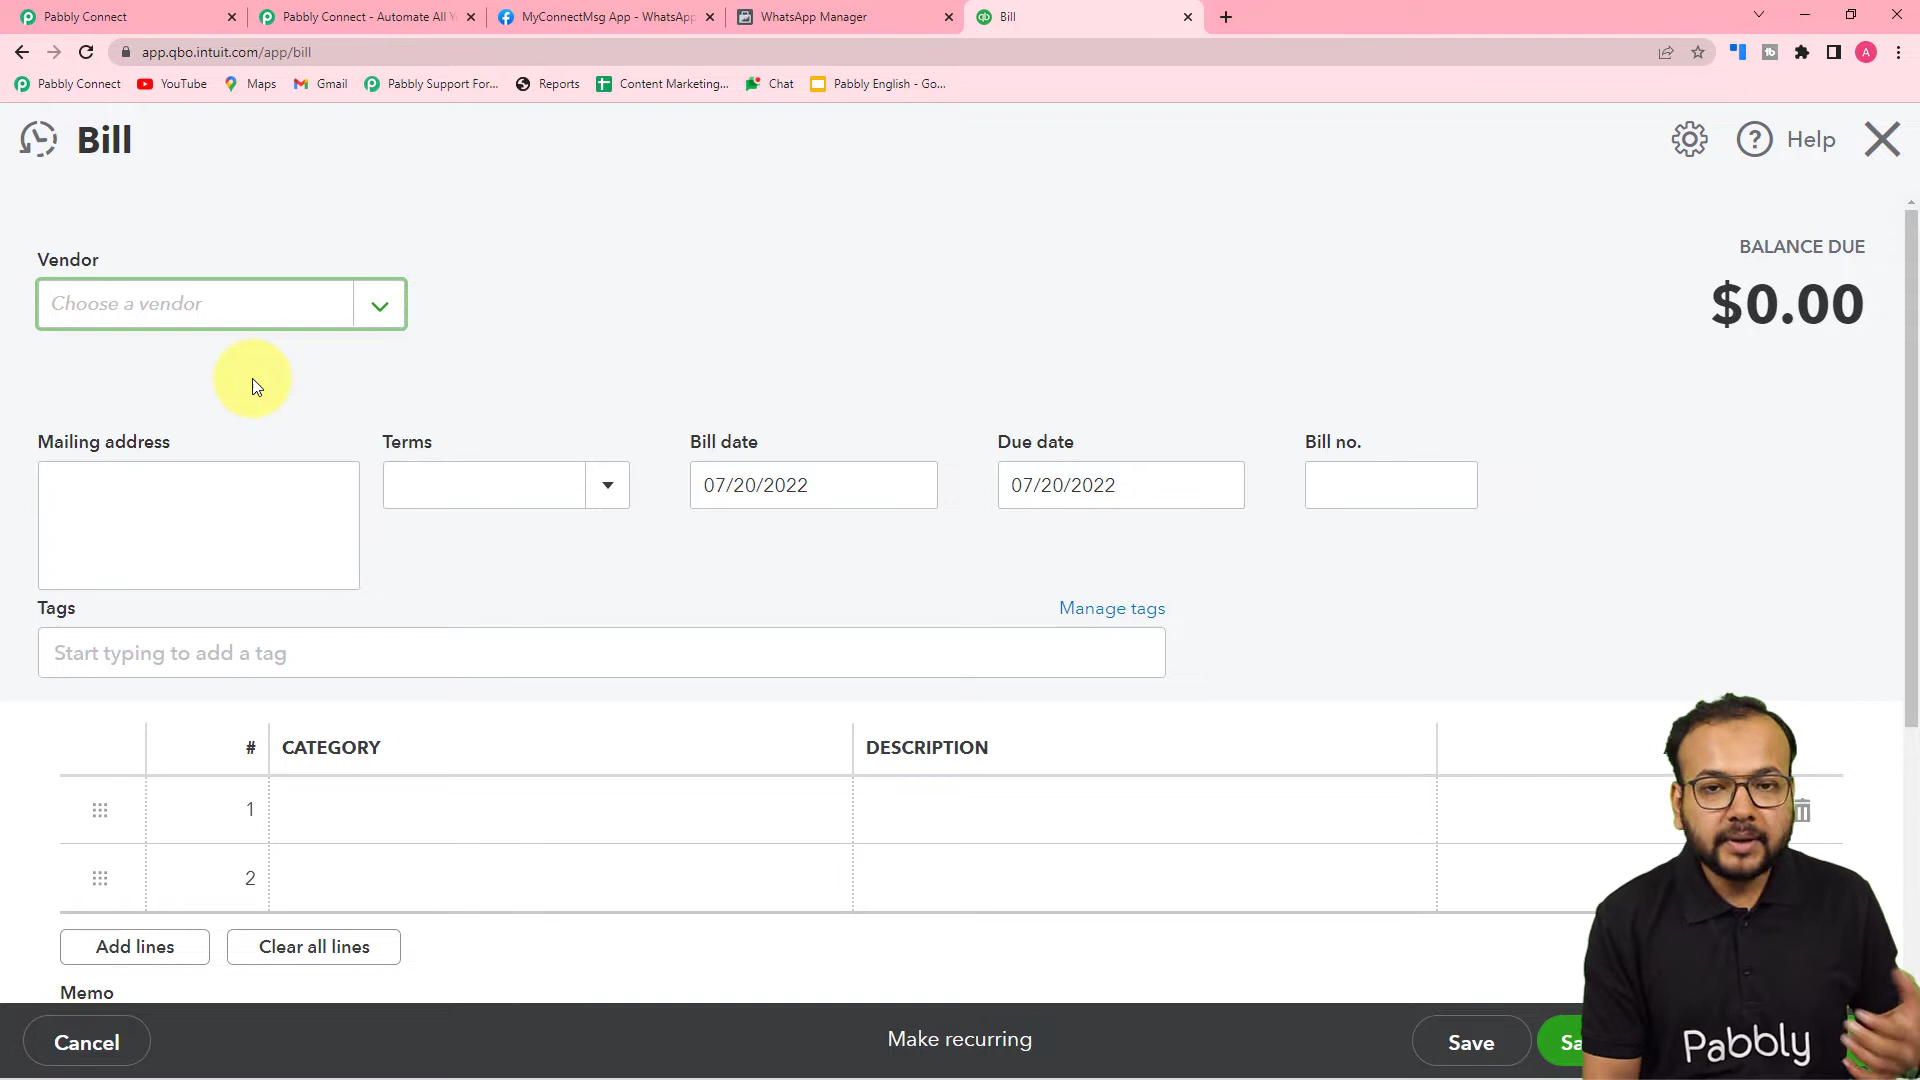 Pabbly Connect
Pabbly Connect - Automate All Y
MyConnectMsg App - WhatsApp
WhatsApp Manager
Bill
app.qbo.intuit.com/app/bill
A
Pabbly Connect
YouTube
Maps
Gmail
Pabbly Support For...
Reports
Content Marketing...
Chat
Pabbly English - Go...
Bill
Help
Vendor
BALANCE DUE
Choose a vendor
$0.00
Mailing address
Terms
Bill date
Due date
Bill no.
07/20/2022
07/20/2022
Tags
Manage tags
Start typing to add a tag
#
CATEGORY
DESCRIPTION
1
2
Add lines
Clear all lines
Memo
Cancel
Make recurring
Save
Sa
Pabbly